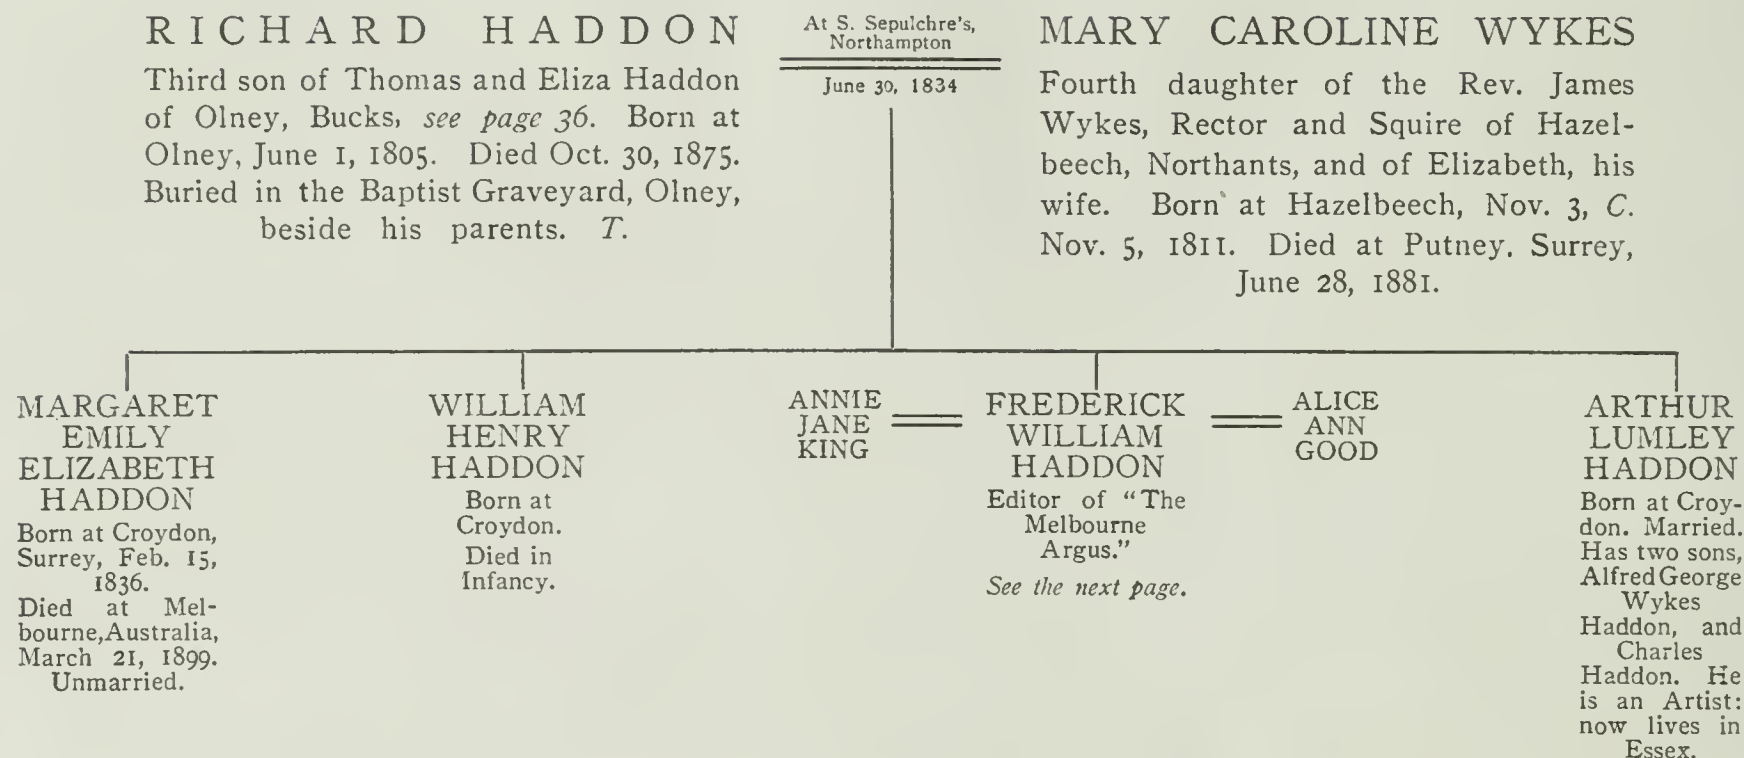 RICHARD HADDON
Third son of Thomas and Eliza Haddon
of Olney, Bucks, see page 36. Born at
Olney, June 1, 1805. Died Oct. 30, 1875.
Buried in the Baptist Graveyard, Olney,
beside his parents. T.
At S. Sepulchre's,
Northampton
June 30, 1834
MARY CAROLINE WYKES
Fourth daughter of the Rev. James
Wykes, Rector and Squire of Hazel-
beech, Northants, and of Elizabeth, his
wife. Born at Hazelbeech, Nov. 3, C.
Nov. 5, 1811. Died at Putney, Surrey,
June 28, 1881.
MARGARET
EMILY
ELIZABETH
HADDON
Born at Croydon,
Surrey, Feb. 15,
1836.
Died at Mel-
bourne, Australia,
March 21, 1899.
Unmarried.
WILLIAM
HENRY
HADDON
Born at
Croydon.
Died in
Infancy.
ANNIE
JANE
KING
FREDERICK
WILLIAM
HADDON
Editor of "The
Melbourne
Argus."
See the next page.
ALICE
ANN
GOOD
ARTHUR
LUMLEY
HADDON
Born at Croy-
don. Married.
Has two sons,
Alfred George
Wykes
Haddon, and
Charles
Haddon. He
is an Artist:
now lives in
Essex.